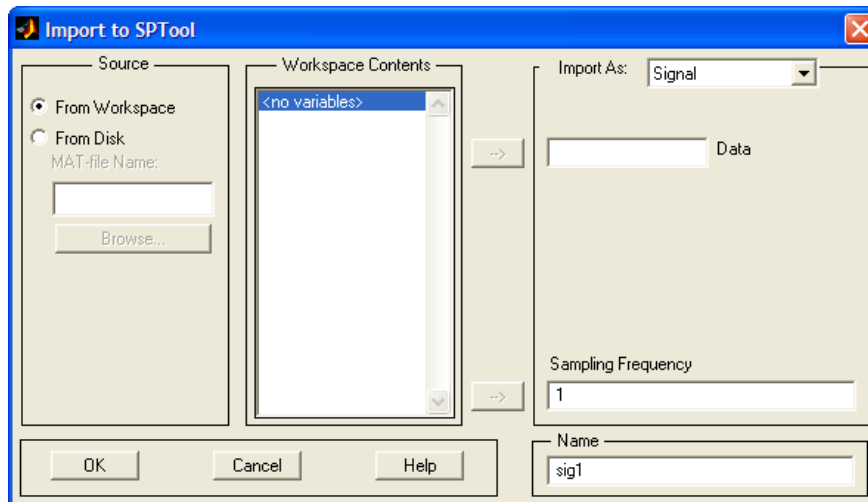 Import to SPTool
Source
From Workspace
From Disk
MAT-file Name:
Browse...
Workspace Contents
<no variables>
-->
-->
Import As: Signal
Data
Sampling Frequency
1
OK Cancel Help
Name
sig1